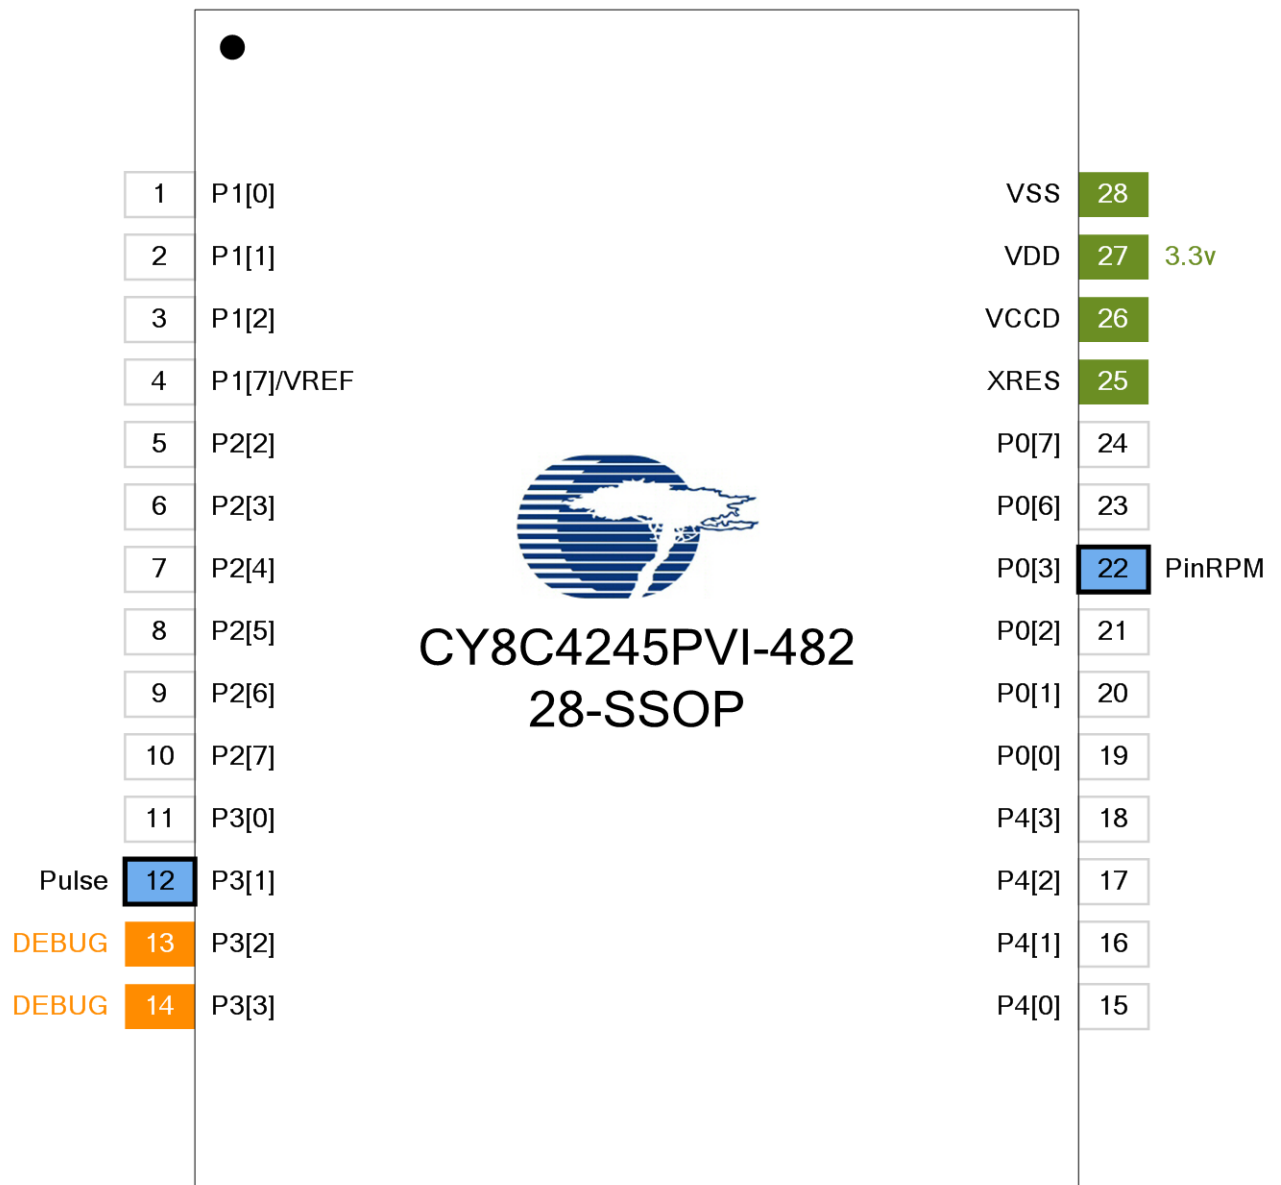 1 P1[0] VSS 28
2 P1[1] VDD 27 3.3v
3 P1[2] VCCD 26
4 P1[7]/VREF XRES 25
5 P2[2] P0[7] 24
6 P2[3] P0[6] 23
7 P2[4] P0[3] 22 PinRPM
8 P2[5] P0[2] 21
9 P2[6] P0[1] 20
10 P2[7] P0[0] 19
11 P3[0] P4[3] 18
Pulse 12 P3[1] P4[2] 17
DEBUG 13 P3[2] P4[1] 16
DEBUG 14 P3[3] P4[0] 15
CY8C4245PVI-482
28-SSOP